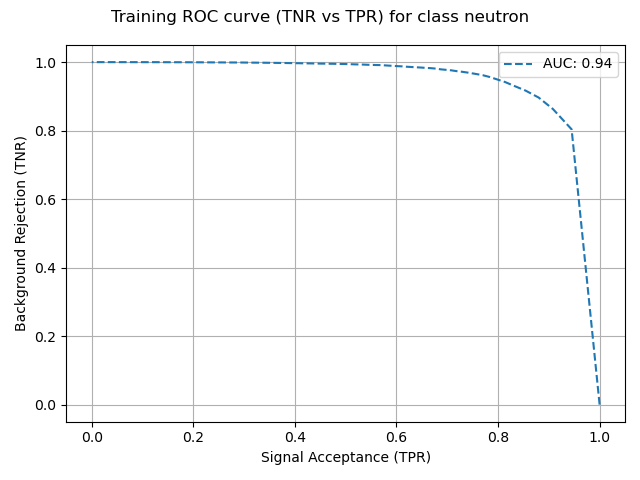 Training ROC curve (TNR vs TPR) for class neutron
AUC: 0.94
Background Rejection (TNR)
1.0
0.8
0.6
0.4
0.2
0.0
0.0 0.2 0.4 0.6 0.8 1.0
Signal Acceptance (TPR)